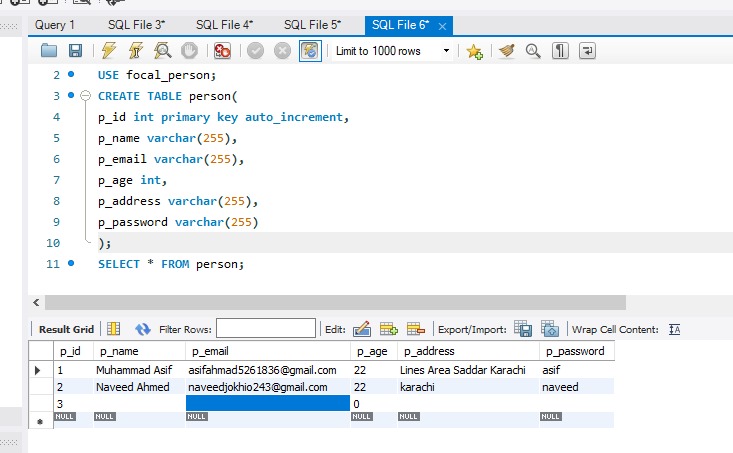 Query 1 SQL File 3* SQL File 4* SQL File 5* SQL File 6*
Limit to 1000 rows
2 USE focal_person;
3 CREATE TABLE person(
4 p_id int primary key auto_increment,
5 p_name varchar(255),
6 p_email varchar(255),
7 p_age int,
8 p_address varchar(255),
9 p_password varchar(255)
10 );
11 SELECT * FROM person;
Result Grid Filter Rows: Edit: Export/Import: Wrap Cell Content:
p_id p_name p_email p_age p_address p_password
1 Muhammad Asif asifahmad5261836@gmail.com 22 Lines Area Saddar Karachi asif
2 Naveed Ahmed naveedjokhio243@gmail.com 22 karachi naveed
3 0
NULL NULL NULL NULL NULL NULL